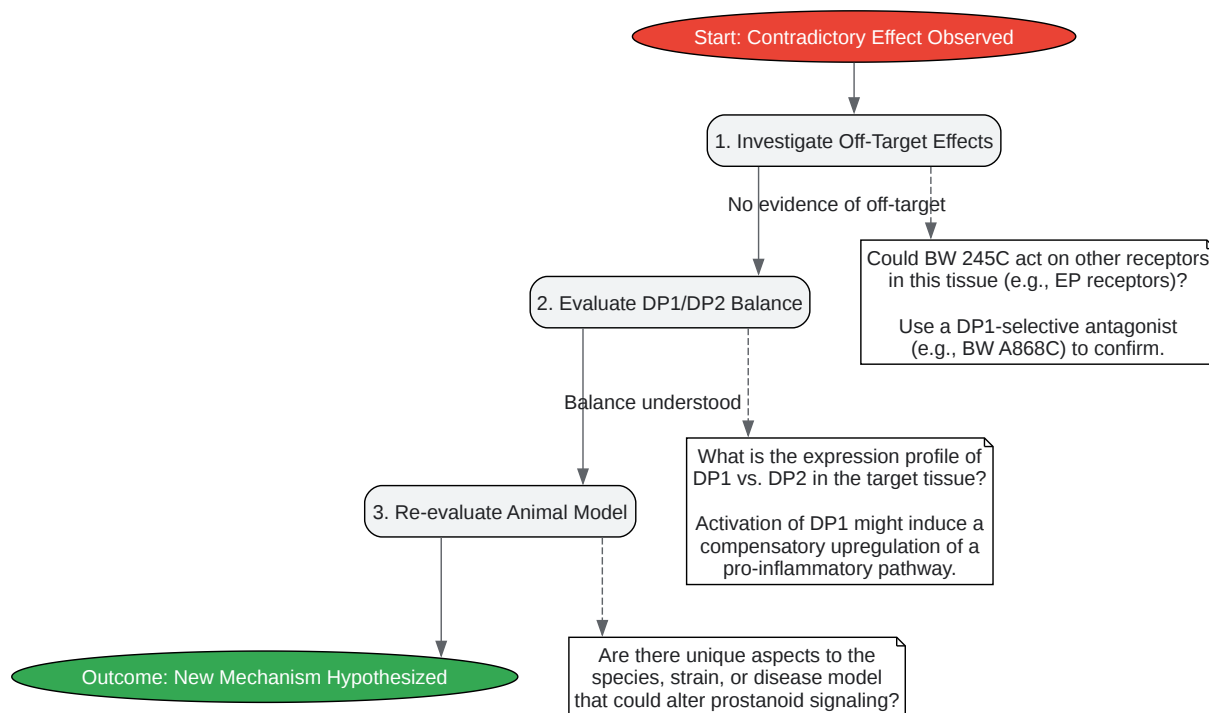 Start: Contradictory Effect Observed
1. Investigate Off-Target Effects
No evidence of off-target
Could BW 245C act on other receptors
in this tissue (e.g., EP receptors)?
Use a DP1-selective antagonist
(e.g., BW A868C) to confirm.
2. Evaluate DP1/DP2 Balance
Balance understood
What is the expression profile of
DP1 vs. DP2 in the target tissue?
Activation of DP1 might induce a
compensatory upregulation of a
pro-inflammatory pathway.
3. Re-evaluate Animal Model
Are there unique aspects to the
species, strain, or disease model
that could alter prostanoid signaling?
Outcome: New Mechanism Hypothesized